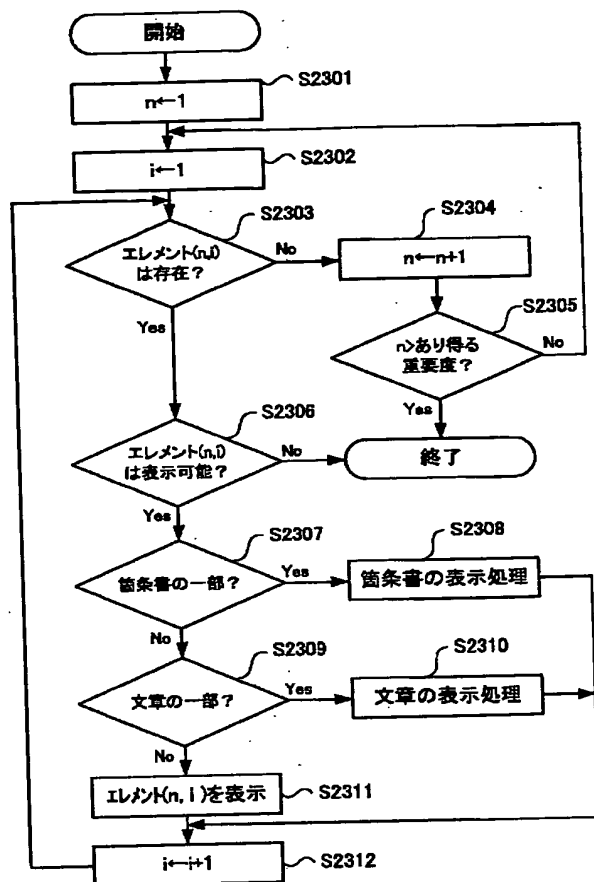 開始
S2301
n←1
S2302
i←1
S2303
エレメント(n,i)
は存在？
No
Yes
S2304
n←n+1
S2305
n>あり得る
重要度？
No
Yes
S2306
エレメント(n,i)
は表示可能？
No
Yes
終了
S2307
箇条書の一部？
Yes
No
S2308
箇条書の表示処理
S2309
文章の一部？
Yes
No
S2310
文章の表示処理
エレメント(n, i)を表示
S2311
i←i+1
S2312